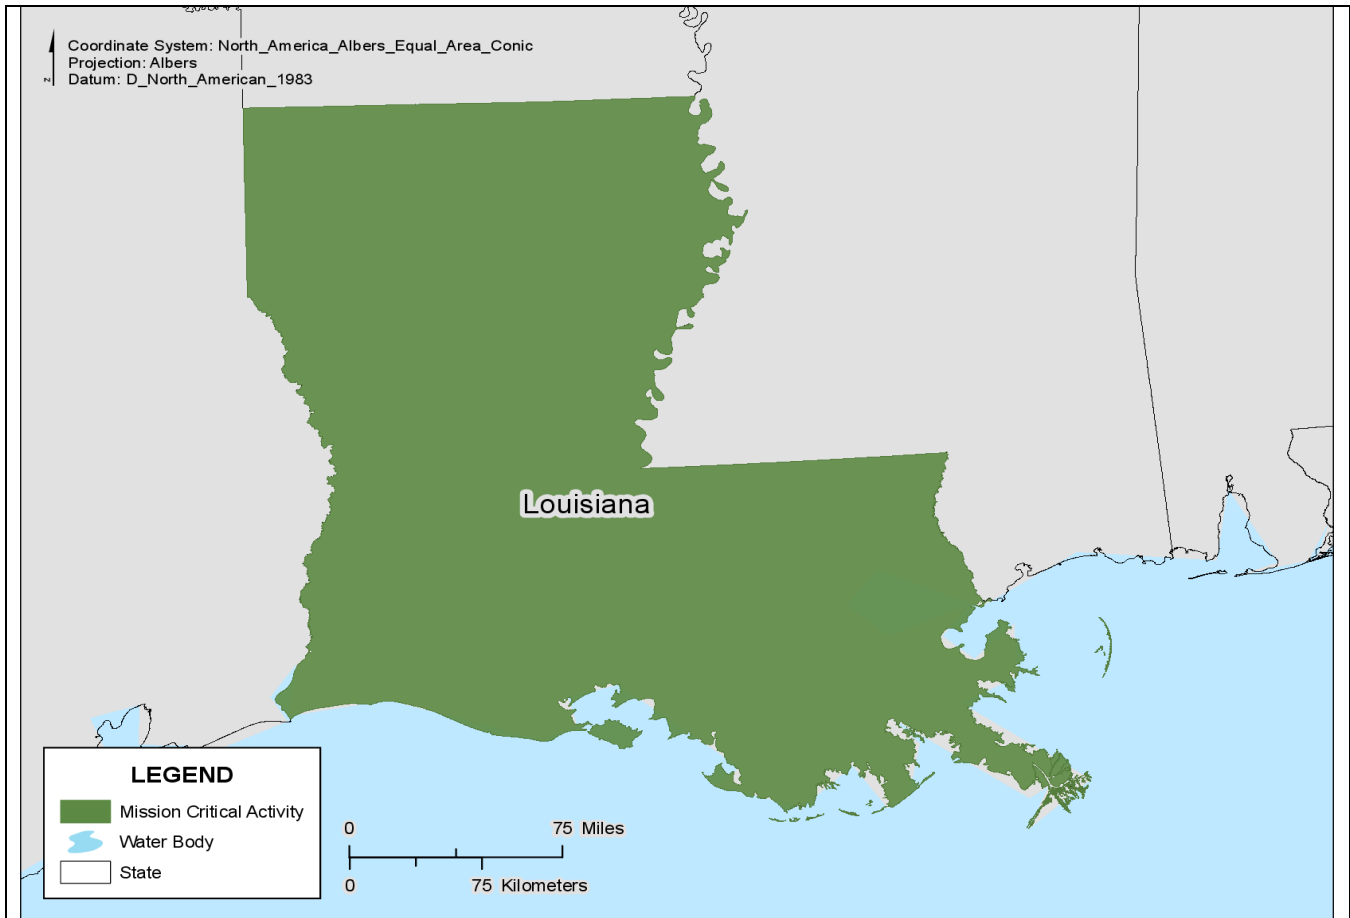 Coordinate System: North_America_Albers_Equal_Area_Conic
Projection: Albers
Datum: D_North_American_1983
z
Louisiana
LEGEND
Mission Critical Activity
Water Body
State
0 75 Miles
0 75 Kilometers